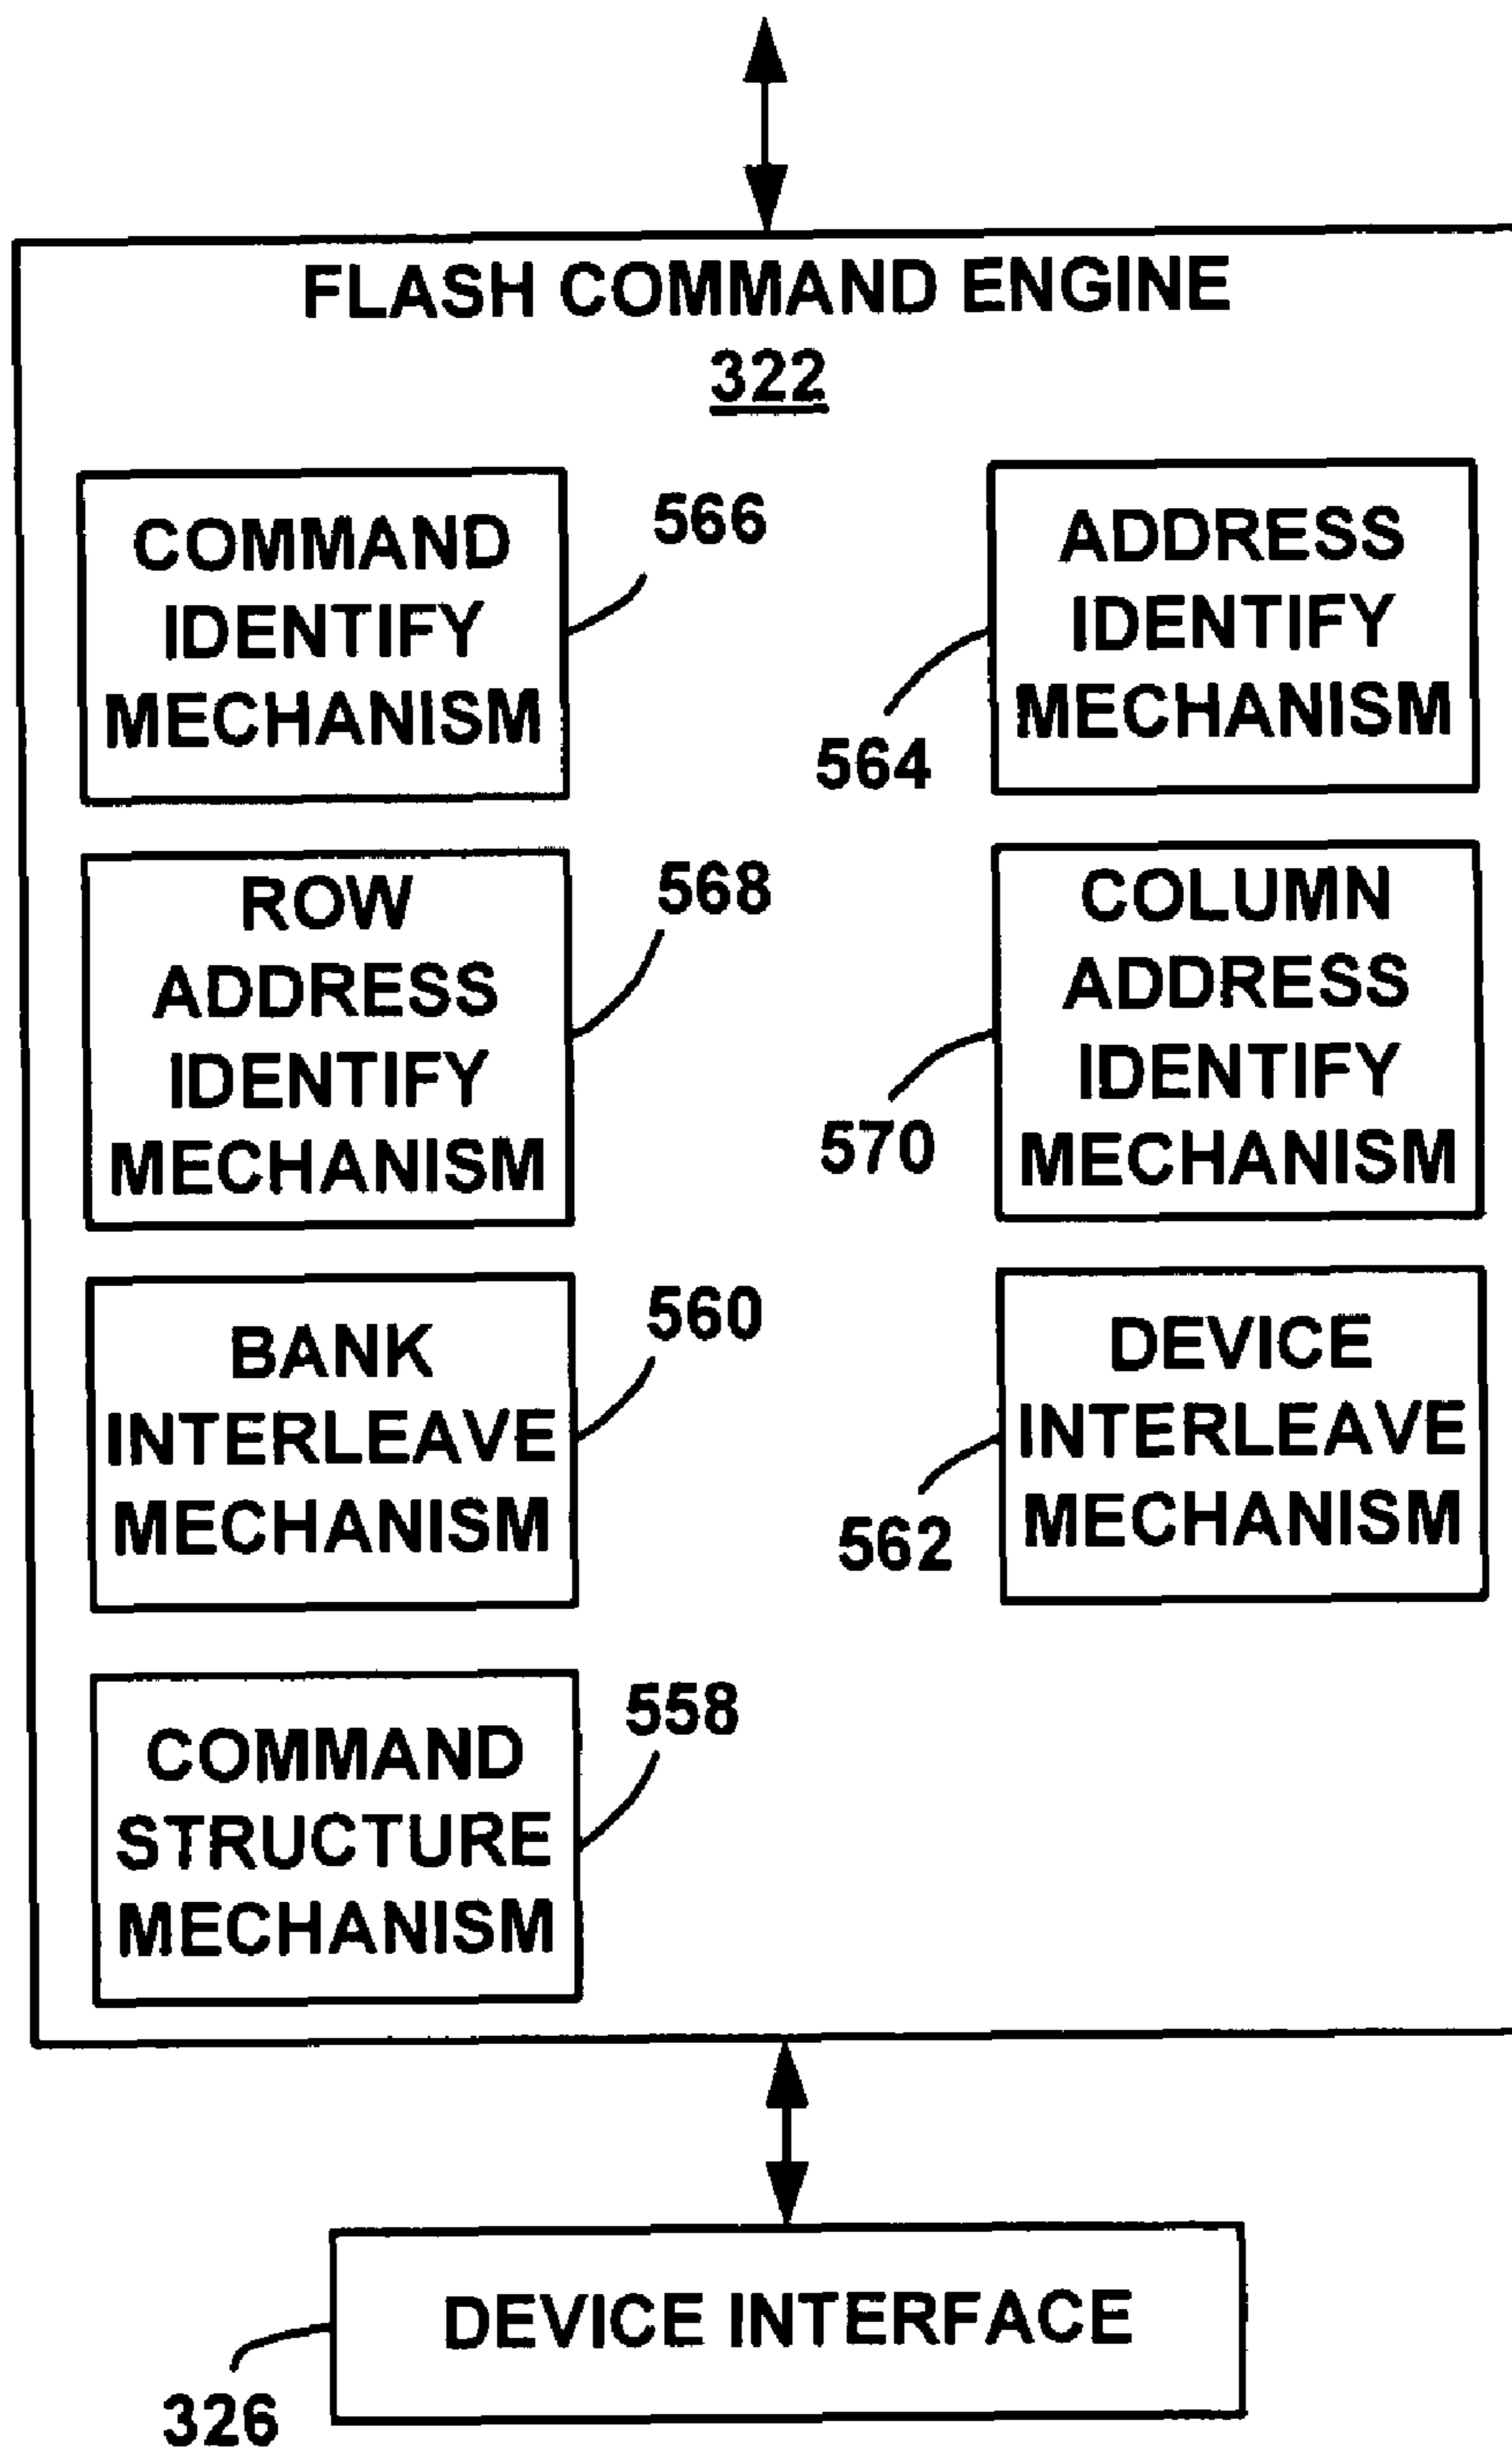 FLASH COMMAND ENGINE
322
COMMAND
IDENTIFY
MECHANISM
566
ADDRESS
IDENTIFY
MECHANISM
564
ROW
ADDRESS
IDENTIFY
MECHANISM
568
COLUMN
ADDRESS
IDENTIFY
MECHANISM
570
BANK
INTERLEAVE
MECHANISM
560
DEVICE
INTERLEAVE
MECHANISM
562
COMMAND
STRUCTURE
MECHANISM
558
DEVICE INTERFACE
326